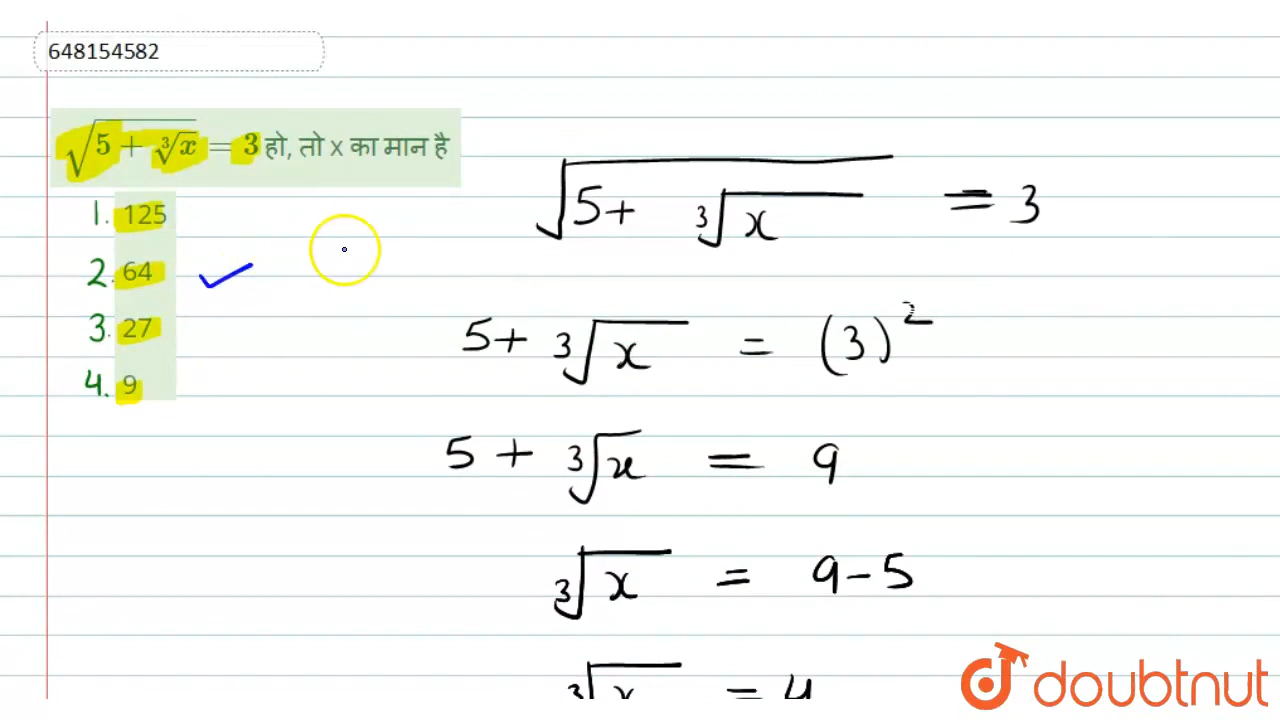 648154582
√(5 + ∛x) = 3 हो, तो x का मान है
1. 125
2. 64
3. 27
4. 9
√(5+ ∛x) = 3
5+ ∛x = (3)²
5 + ∛x = 9
∛x = 9-5
∛x = 4
doubtnut